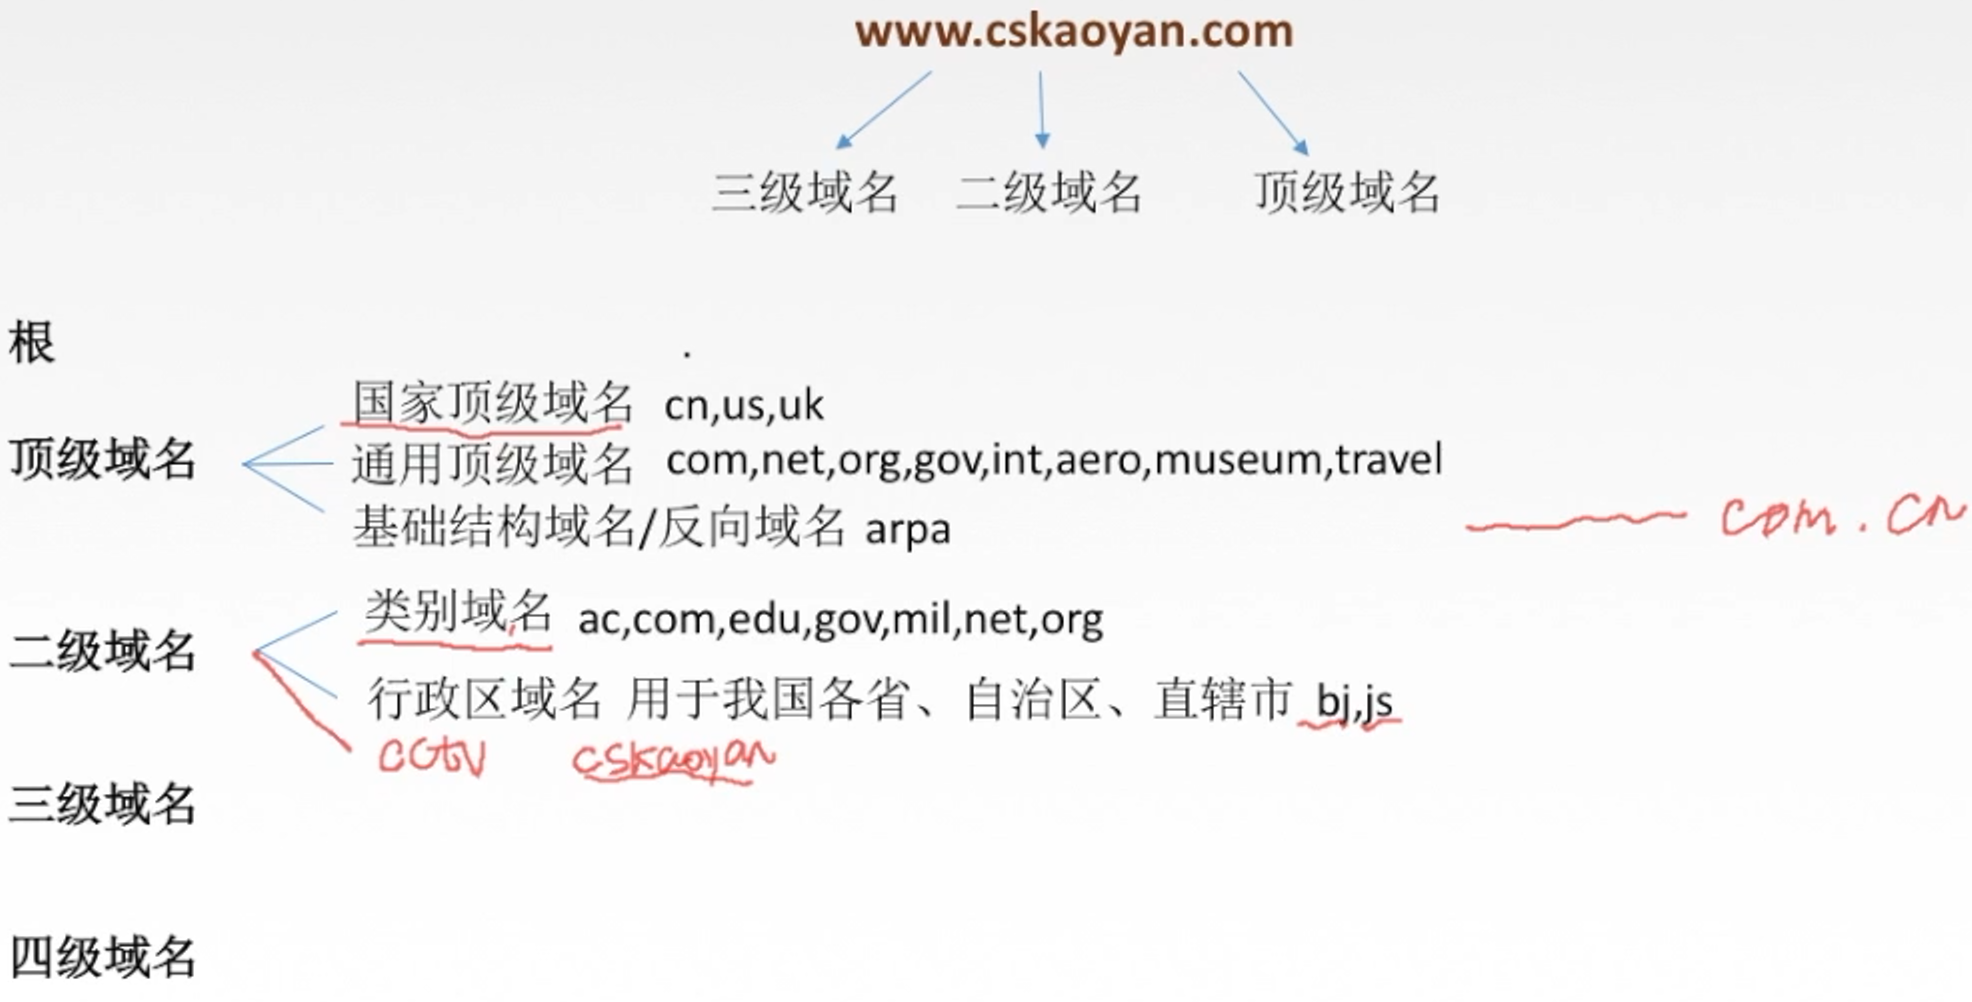 www.cskaoyan.com
三级域名 二级域名 顶级域名
根 .
国家顶级域名 cn,us,uk
顶级域名 通用顶级域名 com,net,org,gov,int,aero,museum,travel
基础结构域名/反向域名 arpa com.cn
类别域名 ac,com,edu,gov,mil,net,org
二级域名
行政区域名 用于我国各省、自治区、直辖市 bj,js
cctv cskaoyan
三级域名
四级域名